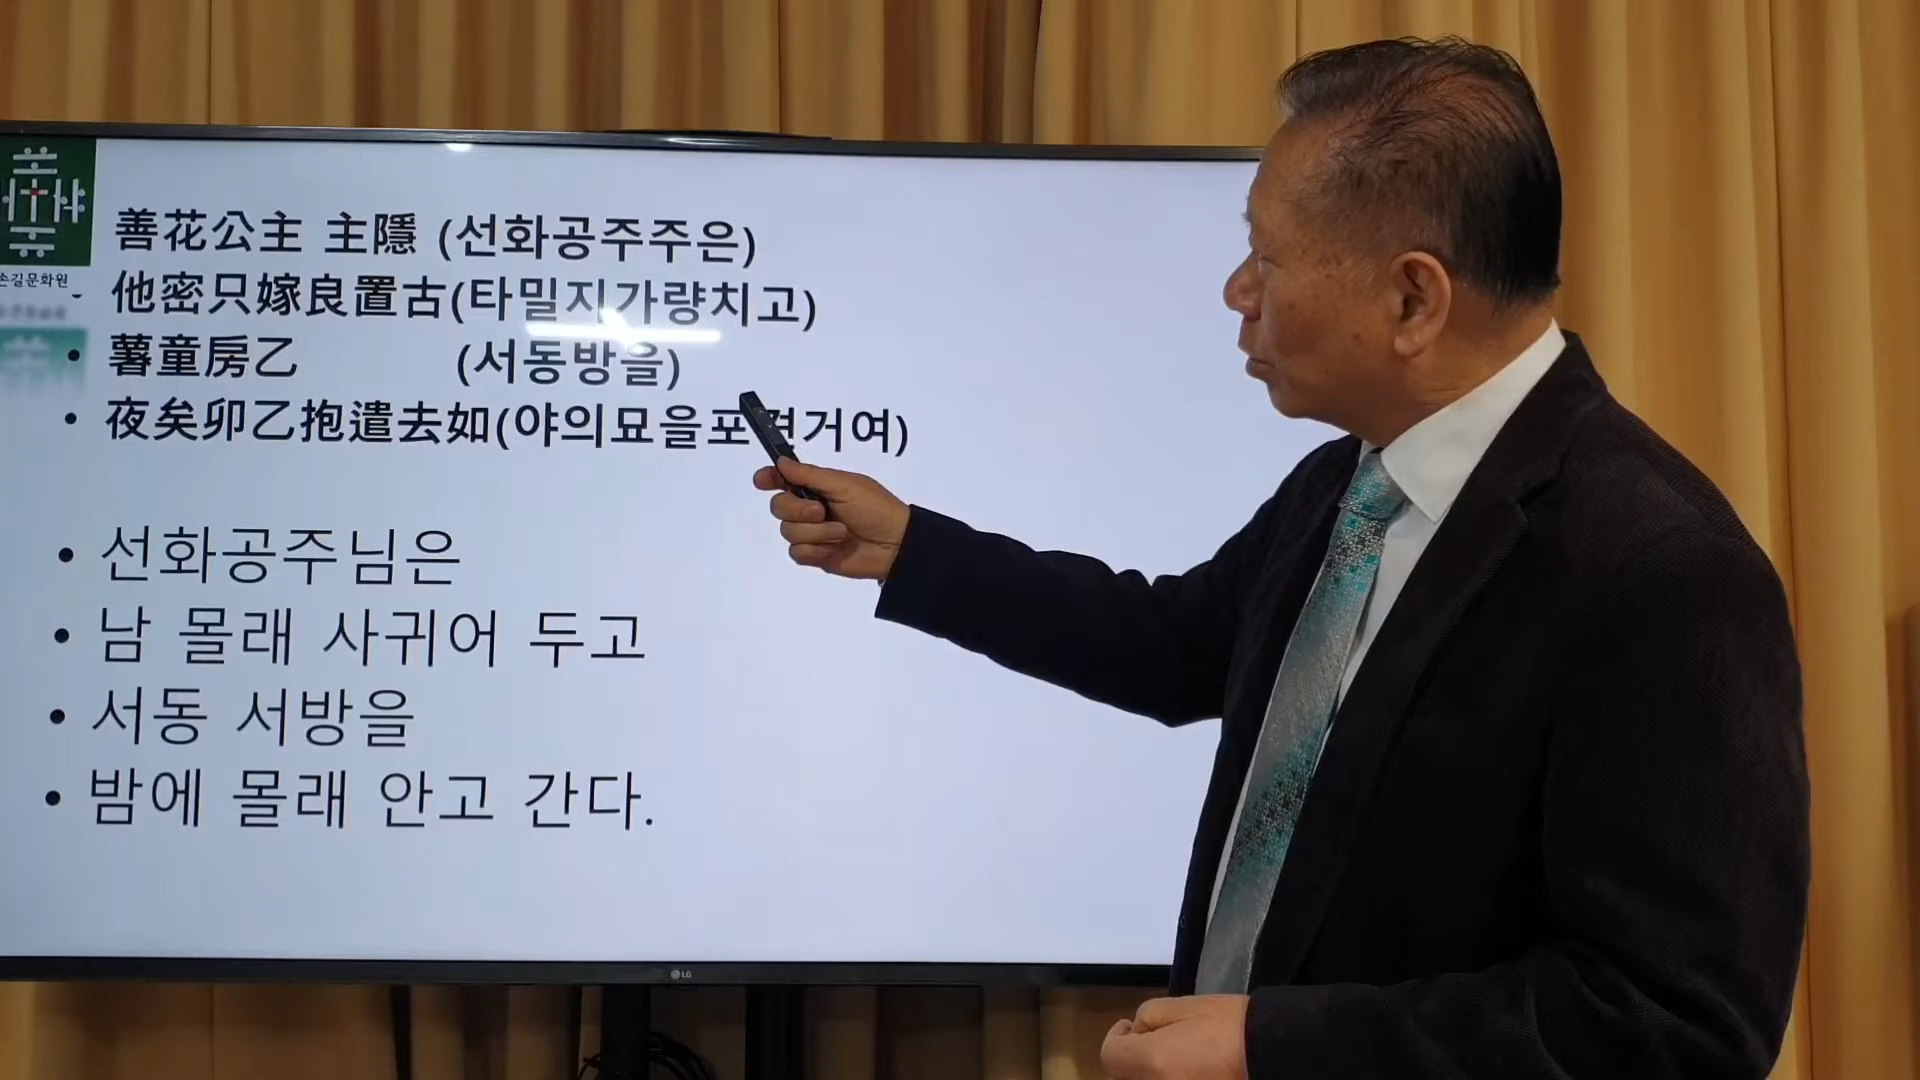 善花公主 主隱 (선화공주주은)
손길문화원
他密只嫁良置古(타밀지가량치고)
• 薯童房乙 (서동방을)
• 夜矣卯乙抱遣去如(야의묘을포견거여)
• 선화공주님은
• 남 몰래 사귀어 두고
• 서동 서방을
• 밤에 몰래 안고 간다.
LG